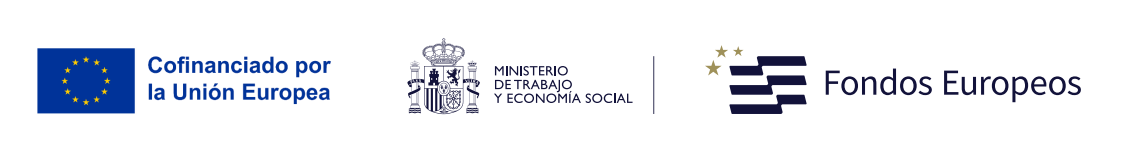 Cofinanciado por
la Unión Europea
MINISTERIO
DE TRABAJO
Y ECONOMÍA SOCIAL
Fondos Europeos